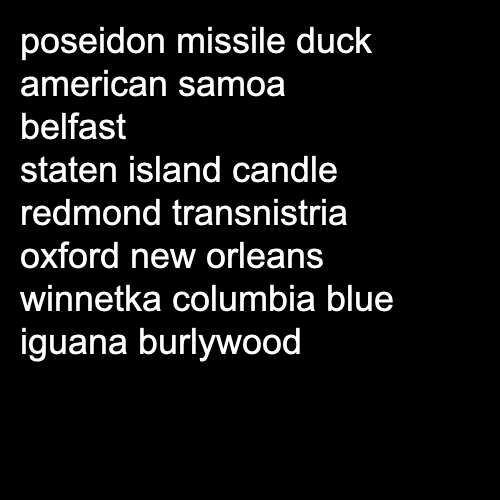 poseidon missile duck
american samoa
belfast
staten island candle
redmond transnistria
oxford new orleans
winnetka columbia blue
iguana burlywood